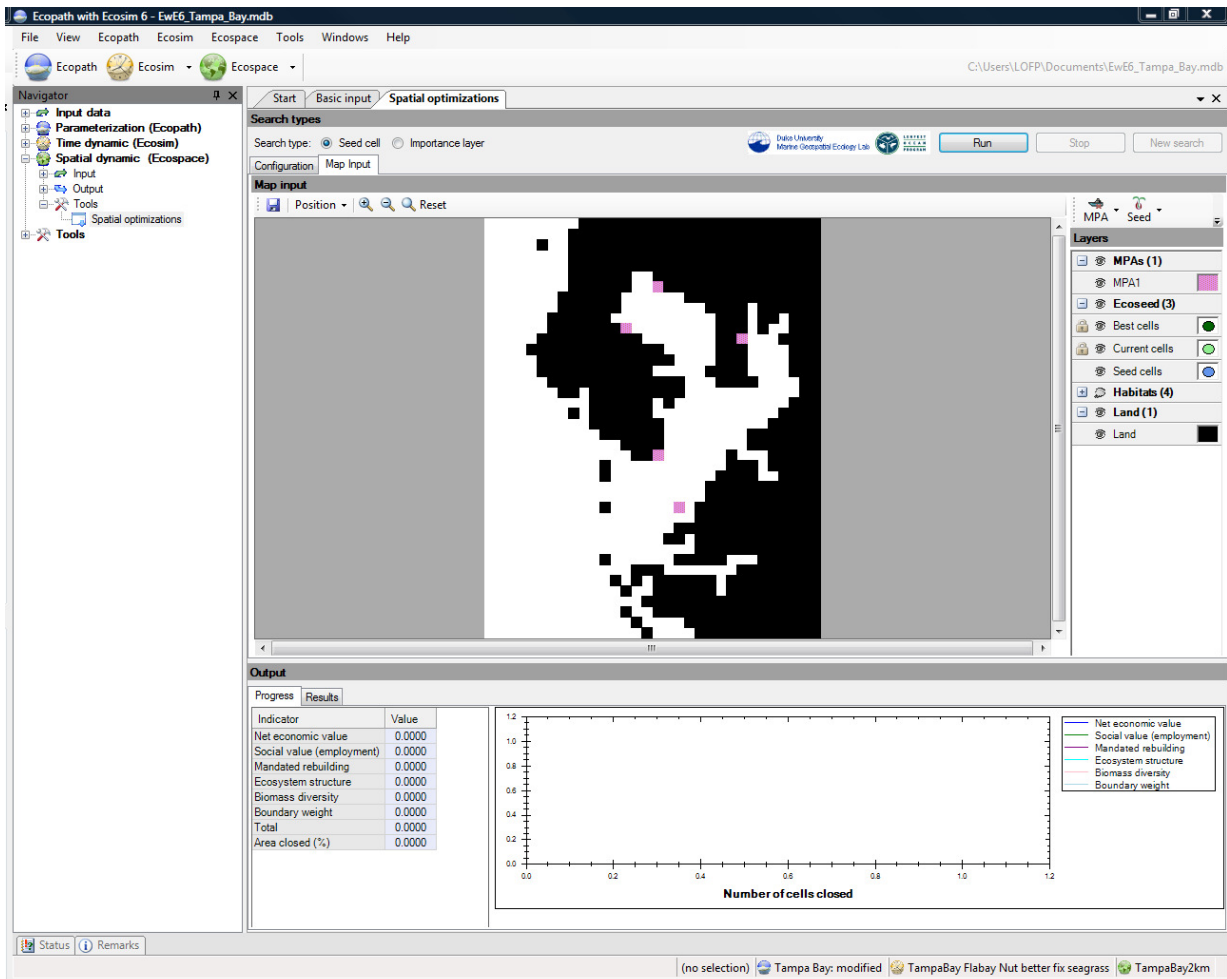 Ecopath with Ecosim 6 - EwE6_Tampa_Bay.mdb
File View Ecopath Ecosim Ecospace Tools Windows Help
Ecopath Ecosim Ecospace C:\Users\LOFP\Documents\EwE6_Tampa_Bay.mdb
Navigator
Input data
Parameterization (Ecopath)
Time dynamic (Ecosim)
Spatial dynamic (Ecospace)
Input
Output
Tools
Spatial optimizations
Tools
Start Basic input Spatial optimizations
Search types
Search type: Seed cell Importance layer
Duke University
Marine Geospatial Ecology Lab
Run Stop New search
Configuration Map Input
Map input
Position Reset
MPA Seed
Layers
MPAs (1)
MPA1
Ecoseed (3)
Best cells
Current cells
Seed cells
Habitats (4)
Land (1)
Land
Output
Progress Results
Indicator Value
Net economic value 0.0000
Social value (employment) 0.0000
Mandated rebuilding 0.0000
Ecosystem structure 0.0000
Biomass diversity 0.0000
Boundary weight 0.0000
Total 0.0000
Area closed (%) 0.0000
1.2
1.0
0.8
0.6
0.4
0.2
0.0
0.0 0.2 0.4 0.6 0.8 1.0 1.2
Number of cells closed
Net economic value
Social value (employment)
Mandated rebuilding
Ecosystem structure
Biomass diversity
Boundary weight
Status Remarks
(no selection) Tampa Bay: modified TampaBay Flabay Nut better fix seagrass TampaBay2km